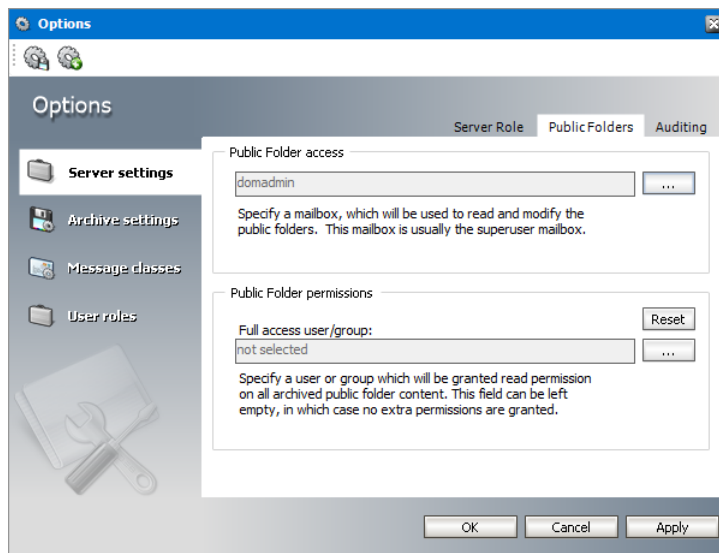 Options
Options
Server Role
Public Folders
Auditing
Server settings
Archive settings
Message classes
User roles
Public Folder access
domadmin
...
Specify a mailbox, which will be used to read and modify the
public folders. This mailbox is usually the superuser mailbox.
Public Folder permissions
Reset
Full access user/group:
not selected
...
Specify a user or group which will be granted read permission
on all archived public folder content. This field can be left
empty, in which case no extra permissions are granted.
OK
Cancel
Apply